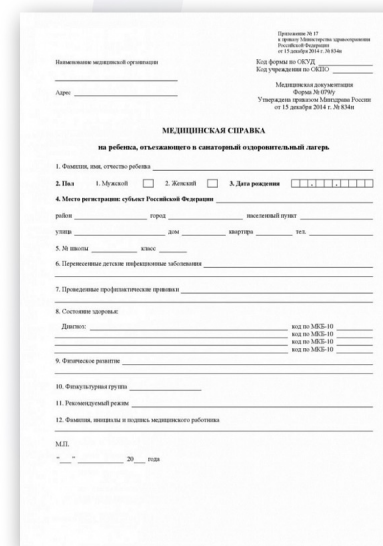 Приложение № 17
к приказу Министерства здравоохранения
Российской Федерации
от 15 декабря 2014 г. № 834н
Наименование медицинской организации
Код формы по ОКУД
Код учреждения по ОКПО
Адрес
Медицинская документация
Форма № 079/у
Утверждена приказом Минздрава России
от 15 декабря 2014 г. № 834н
МЕДИЦИНСКАЯ СПРАВКА
на ребенка, отъезжающего в санаторный оздоровительный лагерь
1. Фамилия, имя, отчество ребенка
2. Пол 1. Мужской 2. Женский 3. Дата рождения
4. Место регистрации: субъект Российской Федерации
район город населенный пункт
улица дом квартира тел.
5. № школы класс
6. Перенесенные детские инфекционные заболевания
7. Проведенные профилактические прививки
8. Состояние здоровья:
Диагноз: код по МКБ-10
код по МКБ-10
код по МКБ-10
код по МКБ-10
9. Физическое развитие
10. Физкультурная группа
11. Рекомендуемый режим
12. Фамилия, инициалы и подпись медицинского работника
М.П.
"___" ____________ 20___ года